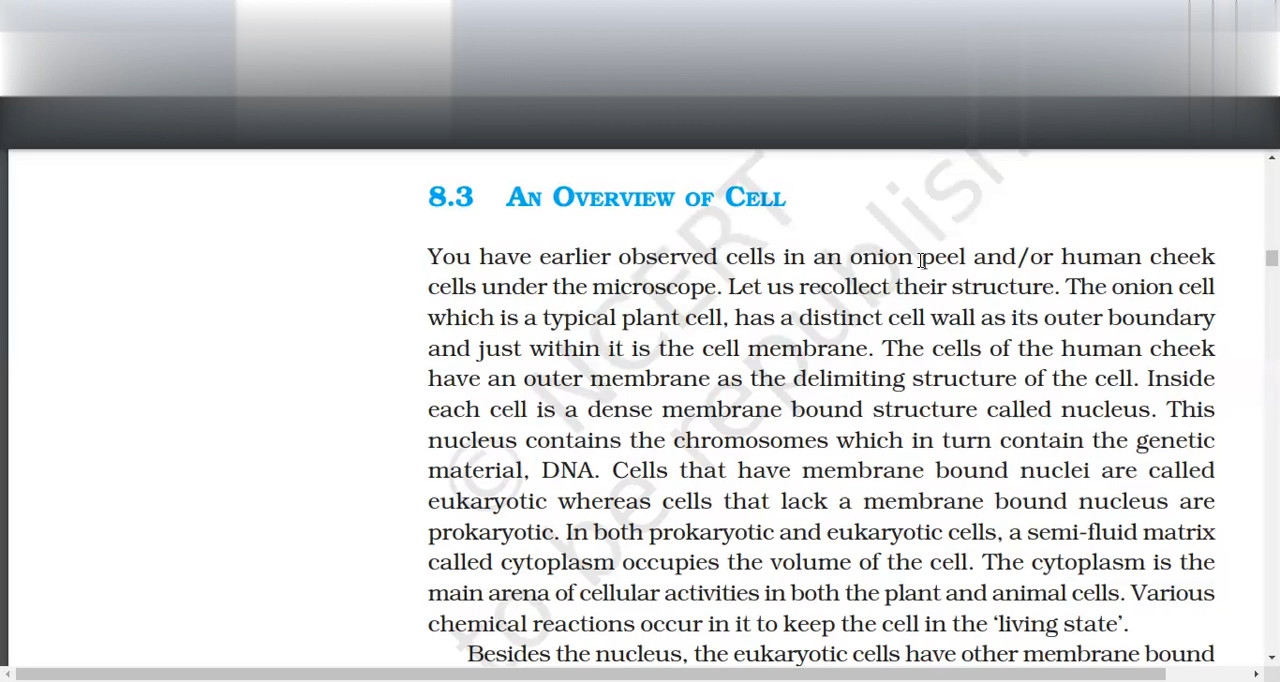 8.3 AN OVERVIEW OF CELL
You have earlier observed cells in an onion peel and/or human cheek
cells under the microscope. Let us recollect their structure. The onion cell
which is a typical plant cell, has a distinct cell wall as its outer boundary
and just within it is the cell membrane. The cells of the human cheek
have an outer membrane as the delimiting structure of the cell. Inside
each cell is a dense membrane bound structure called nucleus. This
nucleus contains the chromosomes which in turn contain the genetic
material, DNA. Cells that have membrane bound nuclei are called
eukaryotic whereas cells that lack a membrane bound nucleus are
prokaryotic. In both prokaryotic and eukaryotic cells, a semi-fluid matrix
called cytoplasm occupies the volume of the cell. The cytoplasm is the
main arena of cellular activities in both the plant and animal cells. Various
chemical reactions occur in it to keep the cell in the ‘living state’.
Besides the nucleus, the eukaryotic cells have other membrane bound
© NCERT
to be republish